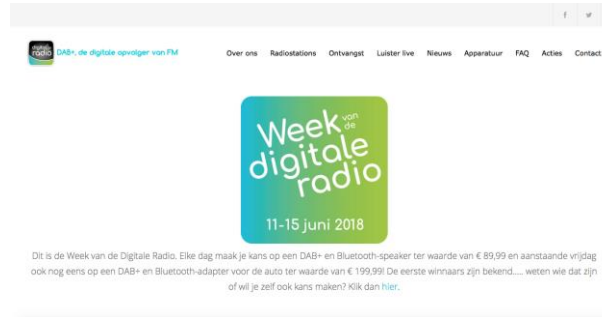 digitale
radio
DAB+, de digitale opvolger van FM
Over ons Radiostations Ontvangst Luister live Nieuws Apparatuur FAQ Acties Contact
Week van de
digitale
radio
11-15 juni 2018
Dit is de Week van de Digitale Radio. Elke dag maak je kans op een DAB+ en Bluetooth-speaker ter waarde van € 89,99 en aanstaande vrijdag
ook nog eens op een DAB+ en Bluetooth-adapter voor de auto ter waarde van € 199,99! De eerste winnaars zijn bekend..... weten wie dat zijn
of wil je zelf ook kans maken? Klik dan hier.